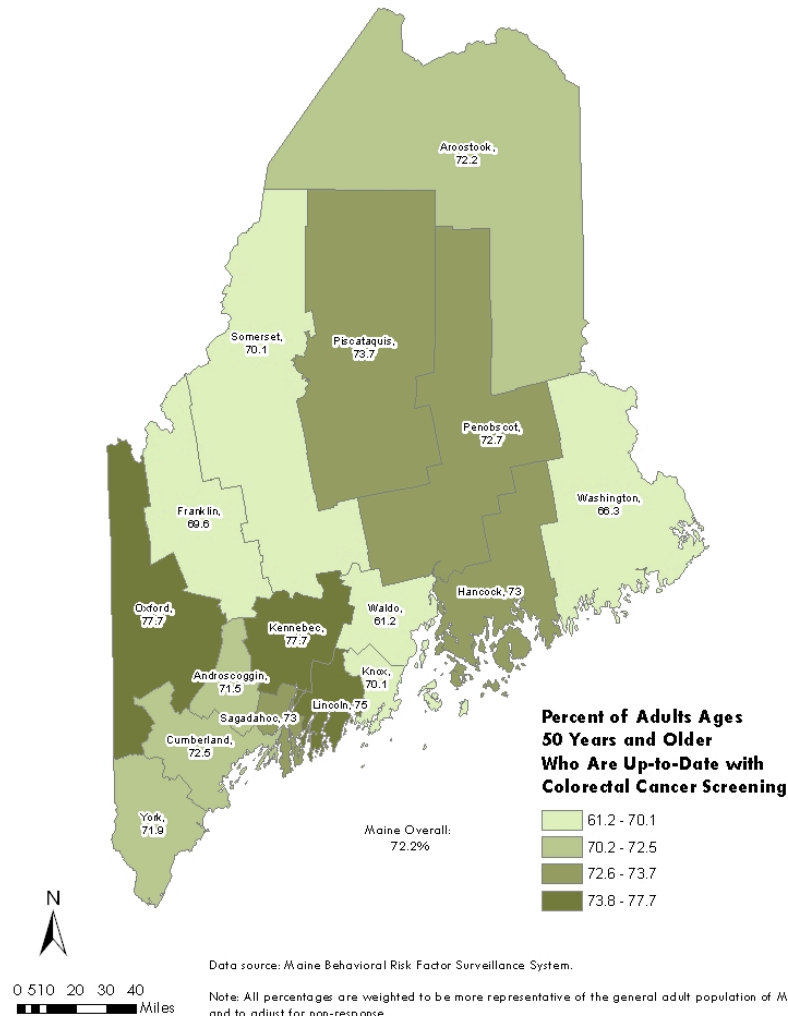 Aroostook,
72.2
Somerset,
70.1
Piscataquis,
73.7
Penobscot,
72.7
Washington,
66.3
Franklin,
69.6
Oxford,
77.7
Kennebec,
77.7
Waldo,
61.2
Hancock, 73
Androscoggin,
71.5
Knox,
70.1
Lincoln, 75
Sagadahoc, 73
Cumberland,
72.5
York,
71.9
Maine Overall:
72.2%
Percent of Adults Ages
50 Years and Older
Who Are Up-to-Date with
Colorectal Cancer Screening
61.2 - 70.1
70.2 - 72.5
72.6 - 73.7
73.8 - 77.7
N
0 510 20 30 40
Miles
Data source: Maine Behavioral Risk Factor Surveillance System.
Note: All percentages are weighted to be more representative of the general adult population of M
and to adjust for non-response